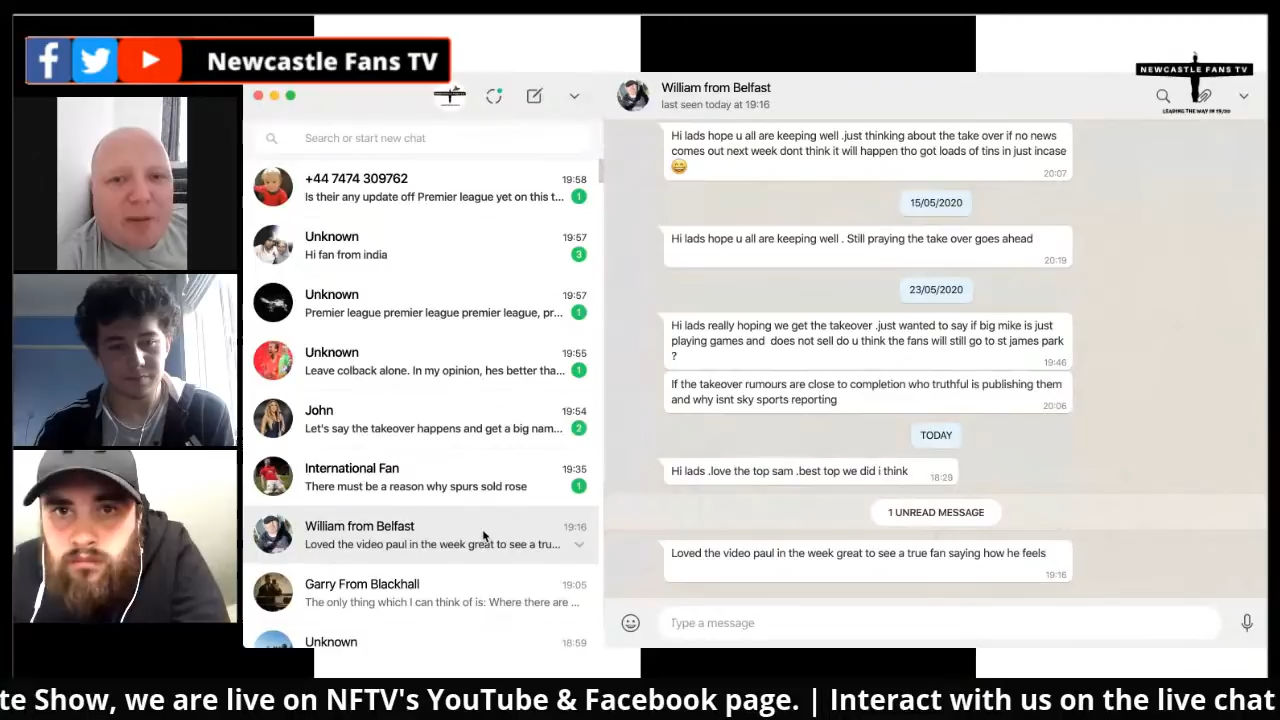 Newcastle Fans TV
NEWCASTLE FANS TV
LEADING THE WAY IN 19/20
William from Belfast
last seen today at 19:16
Search or start new chat
+44 7474 309762
19:58
Is their any update off Premier league yet on this t...
1
Unknown
19:57
Hi fan from india
3
Unknown
19:57
Premier league premier league premier league, pr...
1
Unknown
19:55
Leave colback alone. In my opinion, hes better tha...
1
John
19:54
Let's say the takeover happens and get a big nam...
2
International Fan
19:35
There must be a reason why spurs sold rose
1
William from Belfast
19:16
Loved the video paul in the week great to see a tru...
Garry From Blackhall
19:05
The only thing which I can think of is: Where there are ...
Unknown
18:59
Hi lads hope u all are keeping well .just thinking about the take over if no news
comes out next week dont think it will happen tho got loads of tins in just incase
😄
20:07
15/05/2020
Hi lads hope u all are keeping well . Still praying the take over goes ahead
20:19
23/05/2020
Hi lads really hoping we get the takeover .just wanted to say if big mike is just
playing games and  does not sell do u think the fans will still go to st james park
?
19:46
If the takeover rumours are close to completion who truthful is publishing them
and why isnt sky sports reporting
20:06
TODAY
Hi lads .love the top sam .best top we did i think
18:29
1 UNREAD MESSAGE
Loved the video paul in the week great to see a true fan saying how he feels
19:16
Type a message
te Show, we are live on NFTV's YouTube & Facebook page. | Interact with us on the live chat